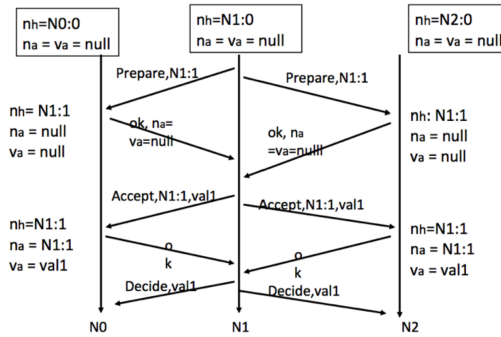 nh=N0:0
na = va = null
nh=N1:0
na = va = null
nh=N2:0
na = va = null
Prepare,N1:1
Prepare,N1:1
nh= N1:1
na = null
va = null
ok, na=
va=null
ok, na
=va=nulll
nh: N1:1
na = null
va = null
Accept,N1:1,val1
Accept,N1:1,val1
nh=N1:1
na = N1:1
va = val1
o
k
o
k
nh=N1:1
na = N1:1
va = val1
Decide,val1
Decide,val1
N0
N1
N2